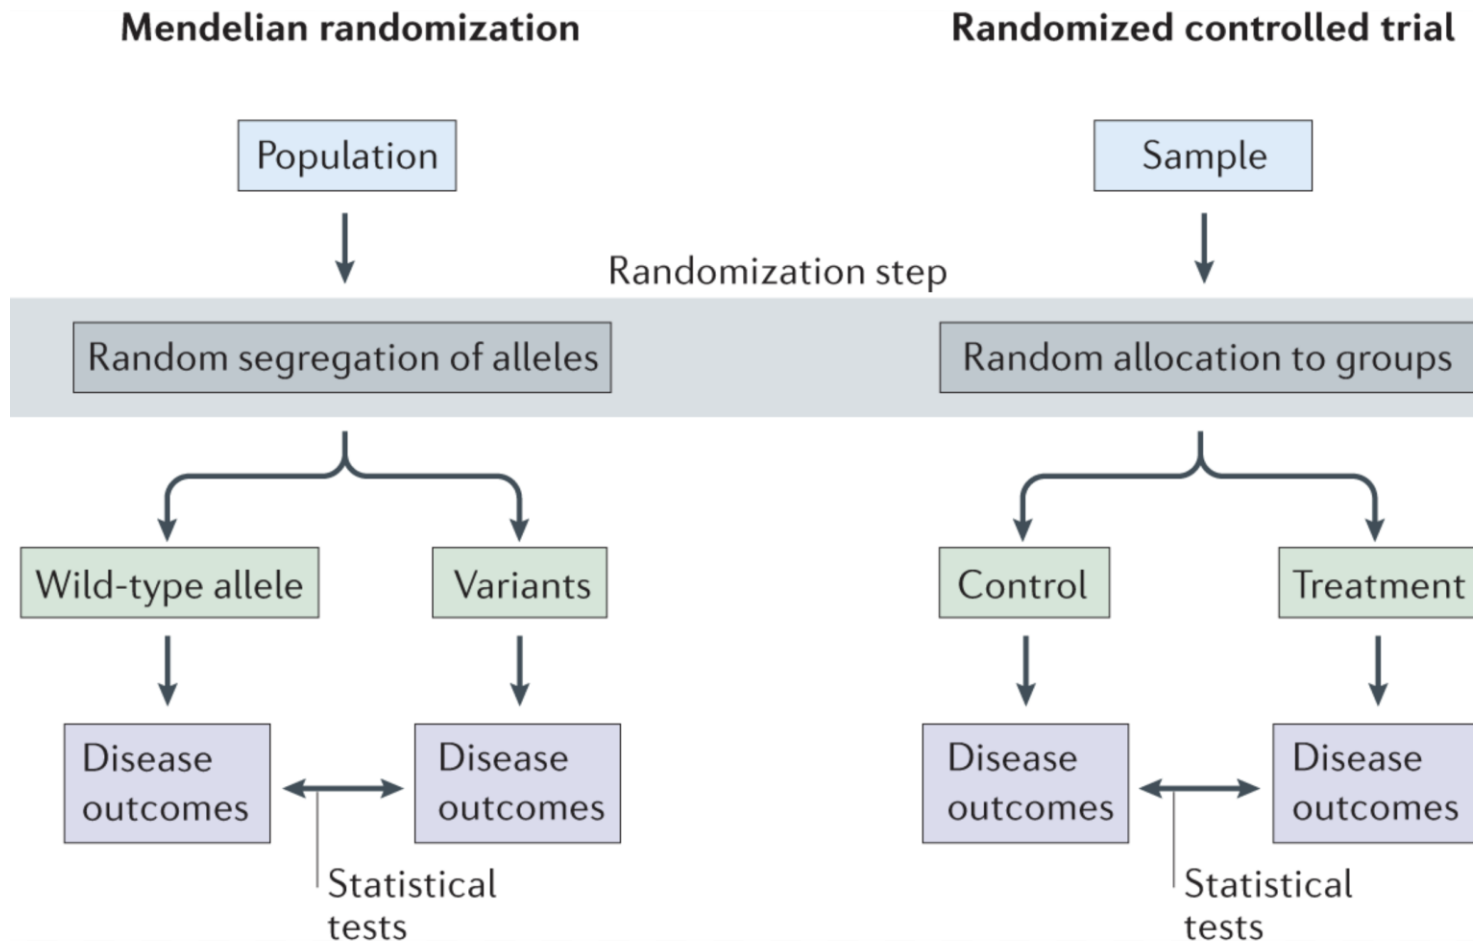 Mendelian randomization
Randomized controlled trial
Population
Sample
Randomization step
Random segregation of alleles
Random allocation to groups
Wild-type allele
Variants
Control
Treatment
Disease
outcomes
Disease
outcomes
Disease
outcomes
Disease
outcomes
Statistical
tests
Statistical
tests